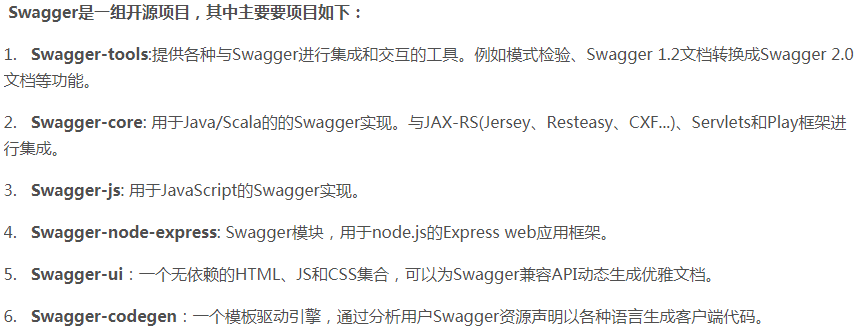 Swagger是一组开源项目，其中主要要项目如下：
1. Swagger-tools:提供各种与Swagger进行集成和交互的工具。例如模式检验、Swagger 1.2文档转换成Swagger 2.0
文档等功能。
2. Swagger-core: 用于Java/Scala的的Swagger实现。与JAX-RS(Jersey、Resteasy、CXF...)、Servlets和Play框架进
行集成。
3. Swagger-js: 用于JavaScript的Swagger实现。
4. Swagger-node-express: Swagger模块，用于node.js的Express web应用框架。
5. Swagger-ui：一个无依赖的HTML、JS和CSS集合，可以为Swagger兼容API动态生成优雅文档。
6. Swagger-codegen：一个模板驱动引擎，通过分析用户Swagger资源声明以各种语言生成客户端代码。